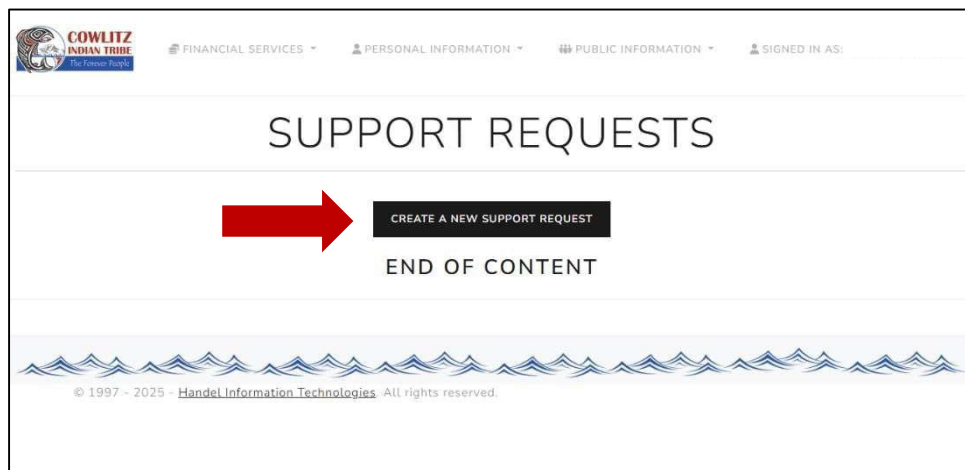 COWLITZ
INDIAN TRIBE
The Forever People
FINANCIAL SERVICES
PERSONAL INFORMATION
PUBLIC INFORMATION
SIGNED IN AS:
SUPPORT REQUESTS
CREATE A NEW SUPPORT REQUEST
END OF CONTENT
© 1997 - 2025 - Handel Information Technologies. All rights reserved.